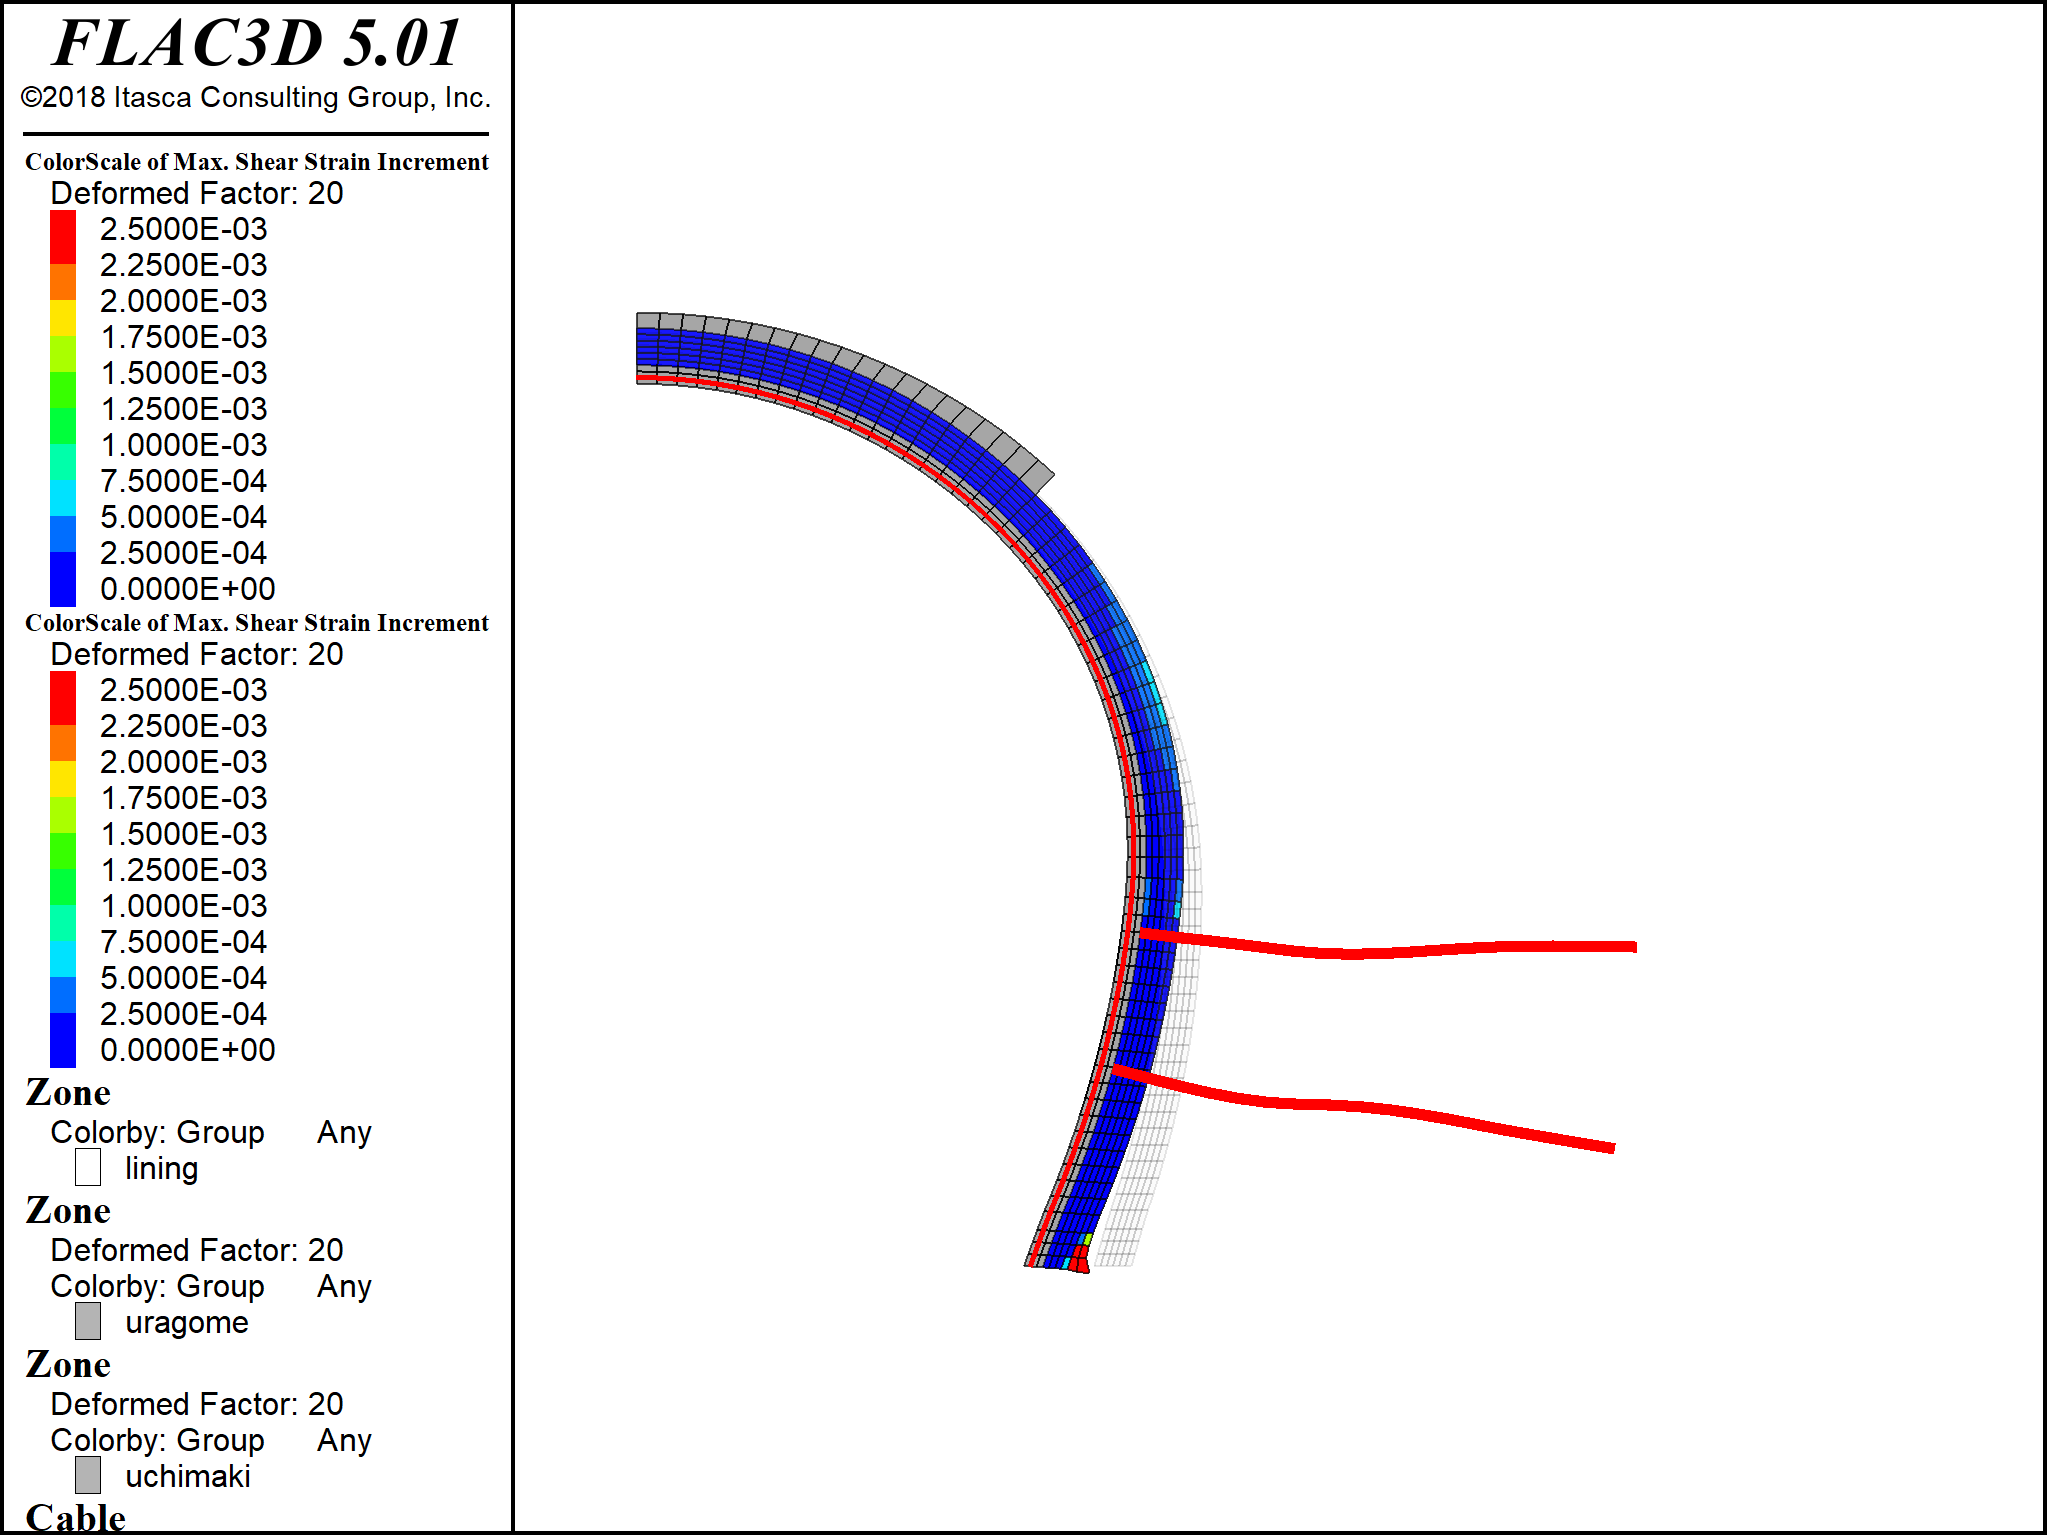 FLAC3D 5.01
©2018 Itasca Consulting Group, Inc.
ColorScale of Max. Shear Strain Increment
Deformed Factor: 20
2.5000E-03
2.2500E-03
2.0000E-03
1.7500E-03
1.5000E-03
1.2500E-03
1.0000E-03
7.5000E-04
5.0000E-04
2.5000E-04
0.0000E+00
ColorScale of Max. Shear Strain Increment
Deformed Factor: 20
2.5000E-03
2.2500E-03
2.0000E-03
1.7500E-03
1.5000E-03
1.2500E-03
1.0000E-03
7.5000E-04
5.0000E-04
2.5000E-04
0.0000E+00
Zone
Colorby: Group Any
lining
Zone
Deformed Factor: 20
Colorby: Group Any
uragome
Zone
Deformed Factor: 20
Colorby: Group Any
uchimaki
Cable